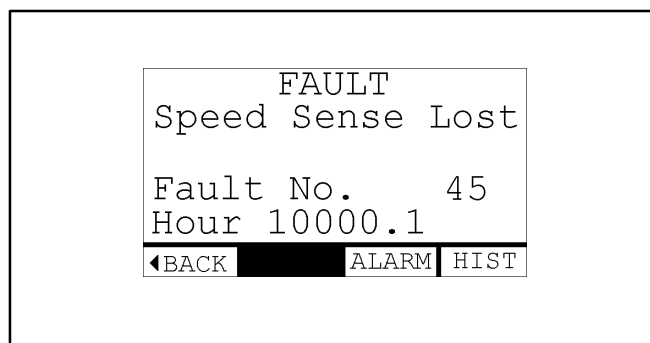 FAULT
Speed Sense Lost
Fault No. 45
Hour 10000.1
◀BACK ALARM HIST